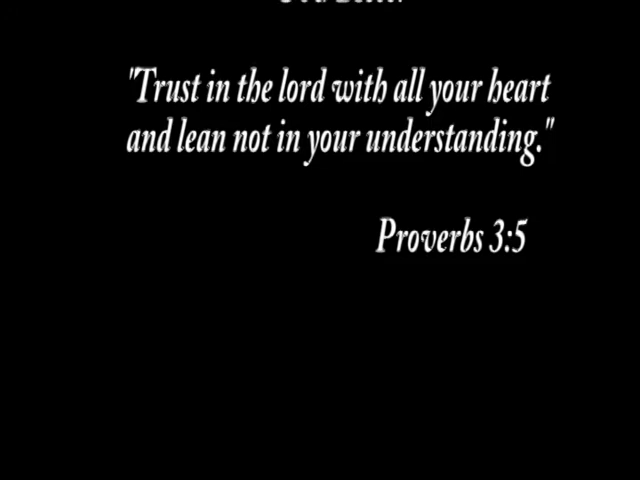 "Trust in the lord with all your heart
and lean not in your understanding."
Proverbs 3:5